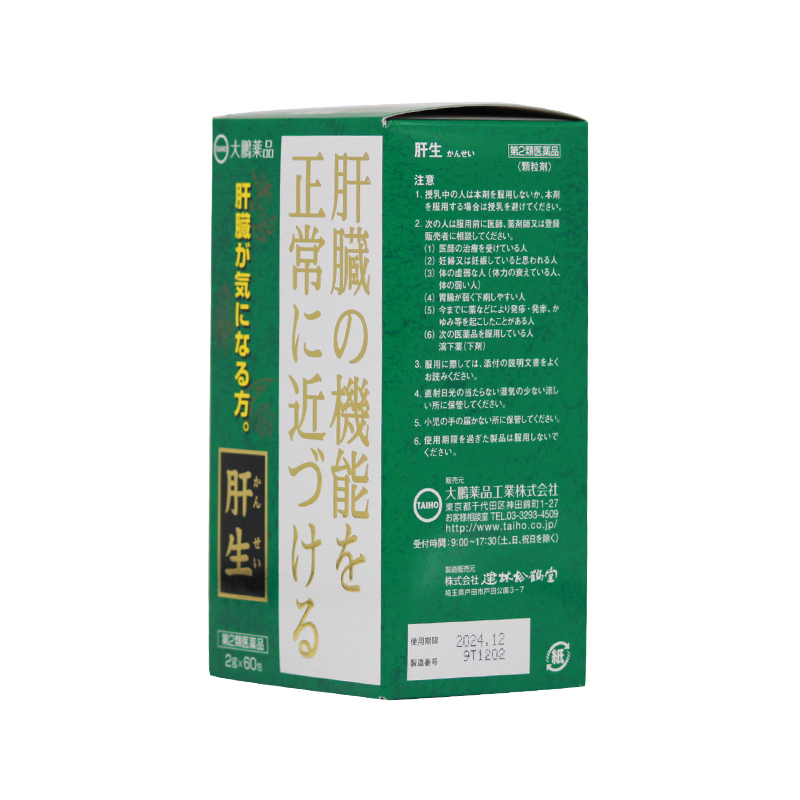 TAIHO 大鵬薬品
肝臓が気になる方。
肝臓の機能を
正常に近づける
かん せい
肝生
第2類医薬品
2g×60包
肝生 かんせい
第2類医薬品
（顆粒剤）
注意
1. 授乳中の人は本剤を服用しないか、本剤
を服用する場合は授乳を避けてください。
2. 次の人は服用前に医師、薬剤師又は登録
販売者に相談してください。
(1) 医師の治療を受けている人
(2) 妊婦又は妊娠していると思われる人
(3) 体の虚弱な人（体力の衰えている人、
体の弱い人）
(4) 胃腸が弱く下痢しやすい人
(5) 今までに薬などにより発疹・発赤、か
ゆみ等を起こしたことがある人
(6) 次の医薬品を服用している人
瀉下薬（下剤）
3. 服用に際しては、添付の説明文書をよく
お読みください。
4. 直射日光の当たらない湿気の少ない涼し
い所に保管してください。
5. 小児の手の届かない所に保管してください。
6. 使用期限を過ぎた製品は服用しないで
ください。
販売元
TAIHO 大鵬薬品工業株式会社
東京都千代田区神田錦町1-27
お客様相談室 TEL.03-3293-4509
http://www.taiho.co.jp/
受付時間：9:00~17:30（土、日、祝日を除く）
製造販売元
株式会社 建林松鶴堂
埼玉県戸田市戸田公園3-7
使用期限 2024.12
製造番号 9T1202
紙